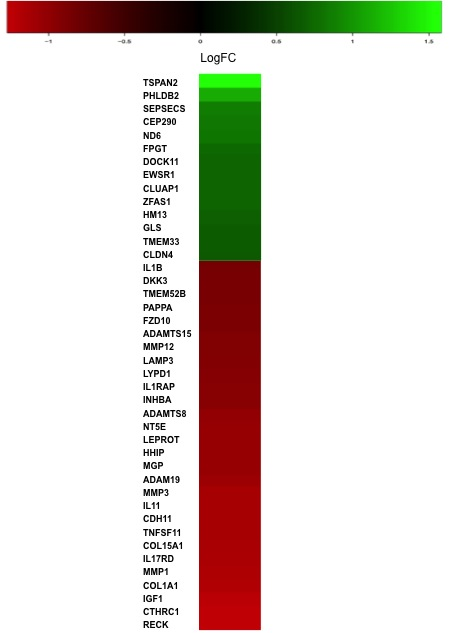 −1 −0.5 0 0.5 1 1.5
LogFC
TSPAN2
PHLDB2
SEPSECS
CEP290
ND6
FPGT
DOCK11
EWSR1
CLUAP1
ZFAS1
HM13
GLS
TMEM33
CLDN4
IL1B
DKK3
TMEM52B
PAPPA
FZD10
ADAMTS15
MMP12
LAMP3
LYPD1
IL1RAP
INHBA
ADAMTS8
NT5E
LEPROT
HHIP
MGP
ADAM19
MMP3
IL11
CDH11
TNFSF11
COL15A1
IL17RD
MMP1
COL1A1
IGF1
CTHRC1
RECK